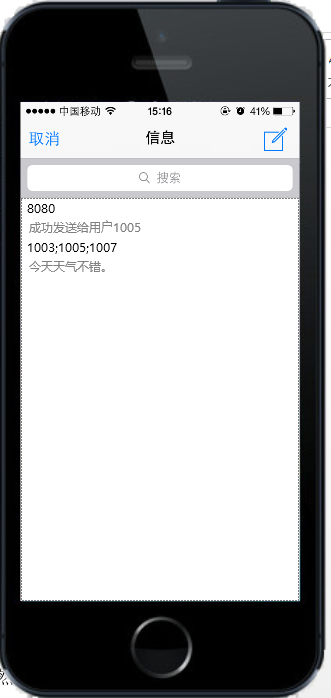 中国移动 15:16 41%
取消 信息
搜索
8080
成功发送给用户1005
1003;1005;1007
今天天气不错。